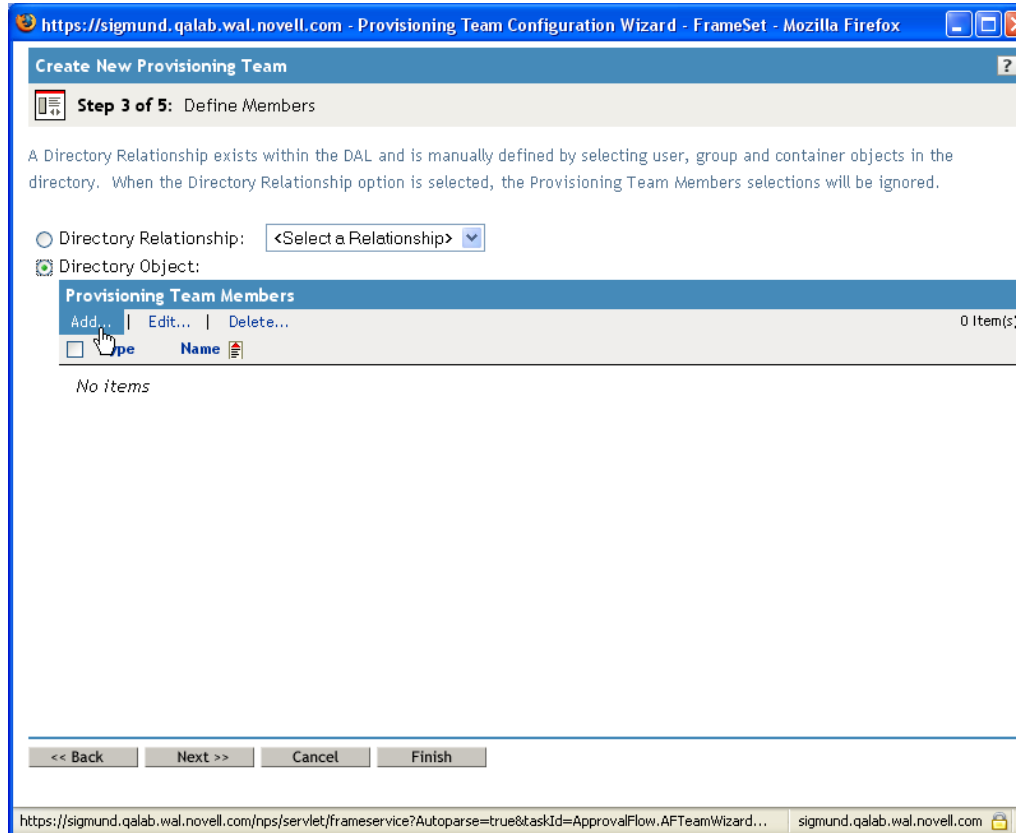 https://sigmund.qalab.wal.novell.com - Provisioning Team Configuration Wizard - FrameSet - Mozilla Firefox
Create New Provisioning Team
?
Step 3 of 5: Define Members
A Directory Relationship exists within the DAL and is manually defined by selecting user, group and container objects in the
directory. When the Directory Relationship option is selected, the Provisioning Team Members selections will be ignored.
Directory Relationship: <Select a Relationship>
Directory Object:
Provisioning Team Members
Add... | Edit... | Delete... 0 Item(s)
ype Name
No items
<< Back Next >> Cancel Finish
https://sigmund.qalab.wal.novell.com/nps/servlet/frameservice?Autoparse=true&taskId=ApprovalFlow.AFTeamWizard... sigmund.qalab.wal.novell.com